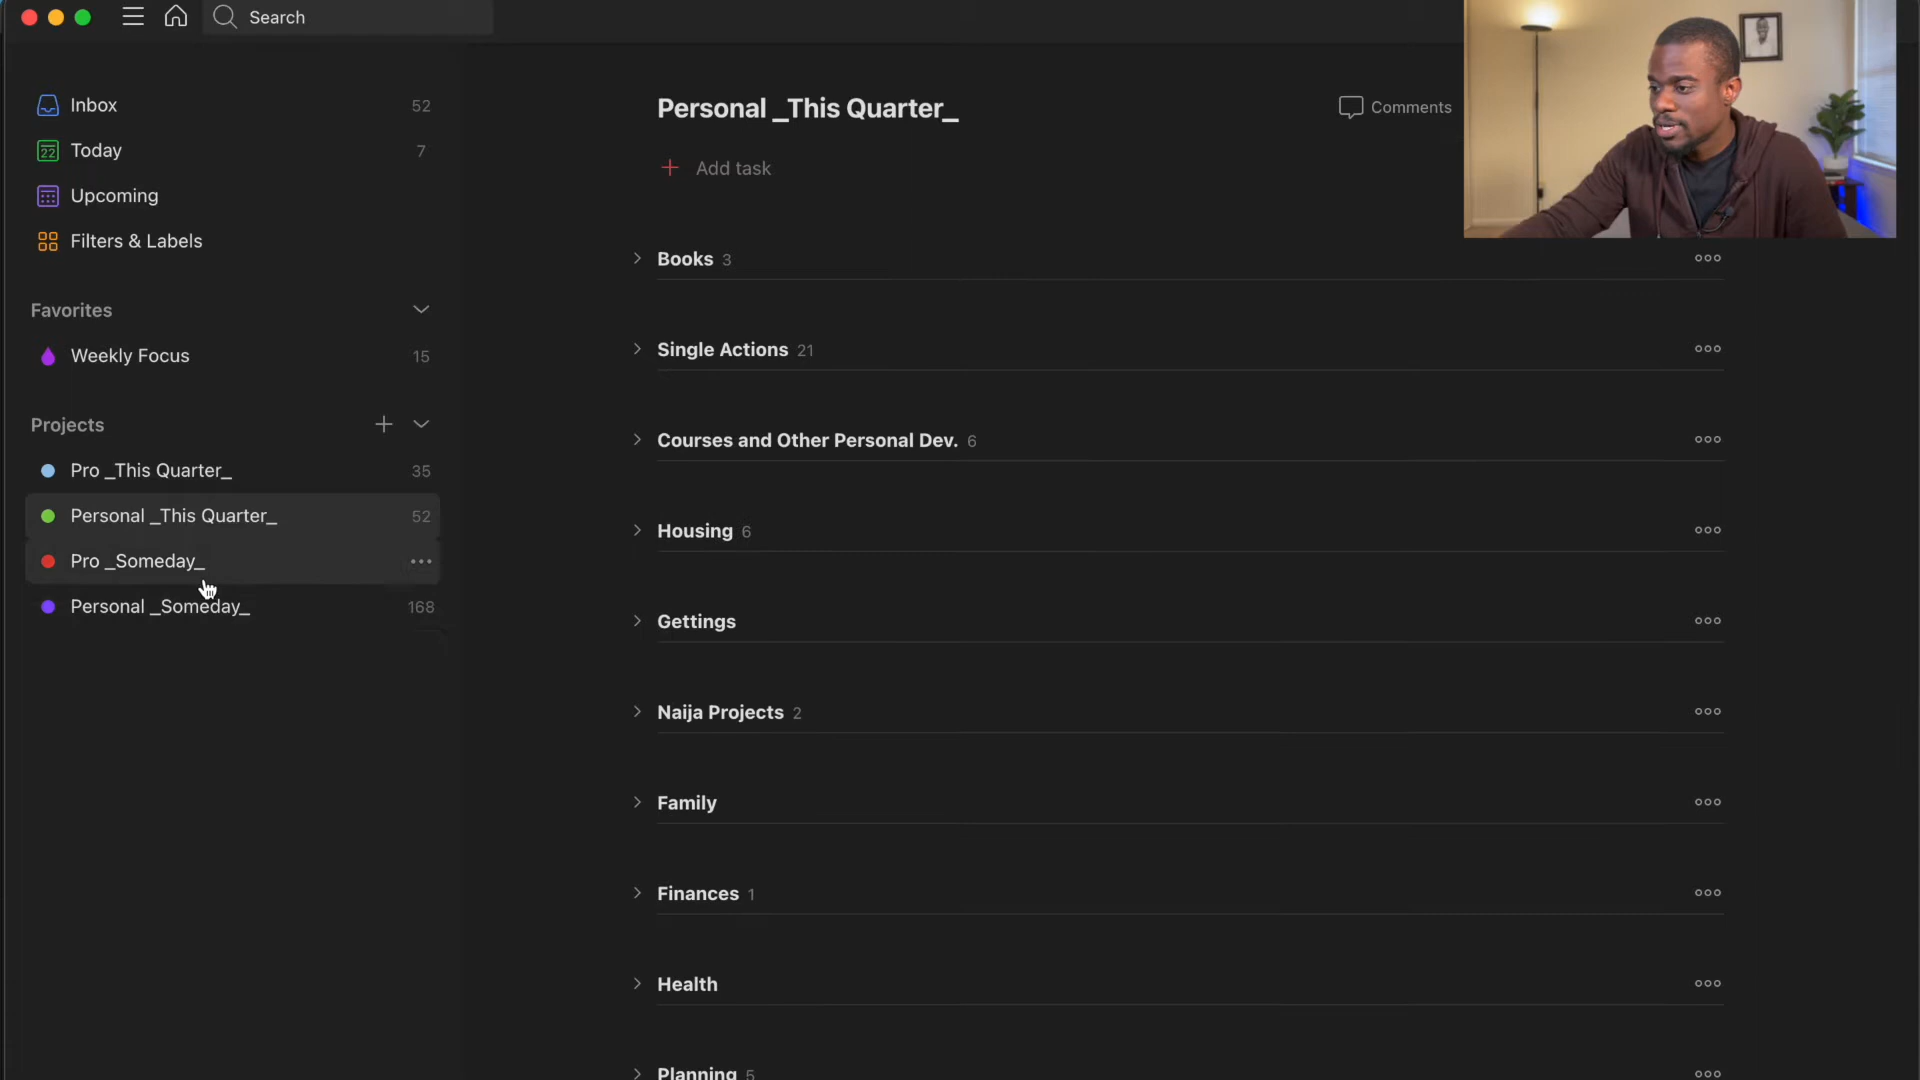 Search
Inbox 52
22 Today 7
Upcoming
Filters & Labels
Favorites
Weekly Focus 15
Projects
Pro _This Quarter_ 35
Personal _This Quarter_ 52
Pro _Someday_
Personal _Someday_ 168
Personal _This Quarter_
Comments
Add task
Books 3
Single Actions 21
Courses and Other Personal Dev. 6
Housing 6
Gettings
Naija Projects 2
Family
Finances 1
Health
Planning 5